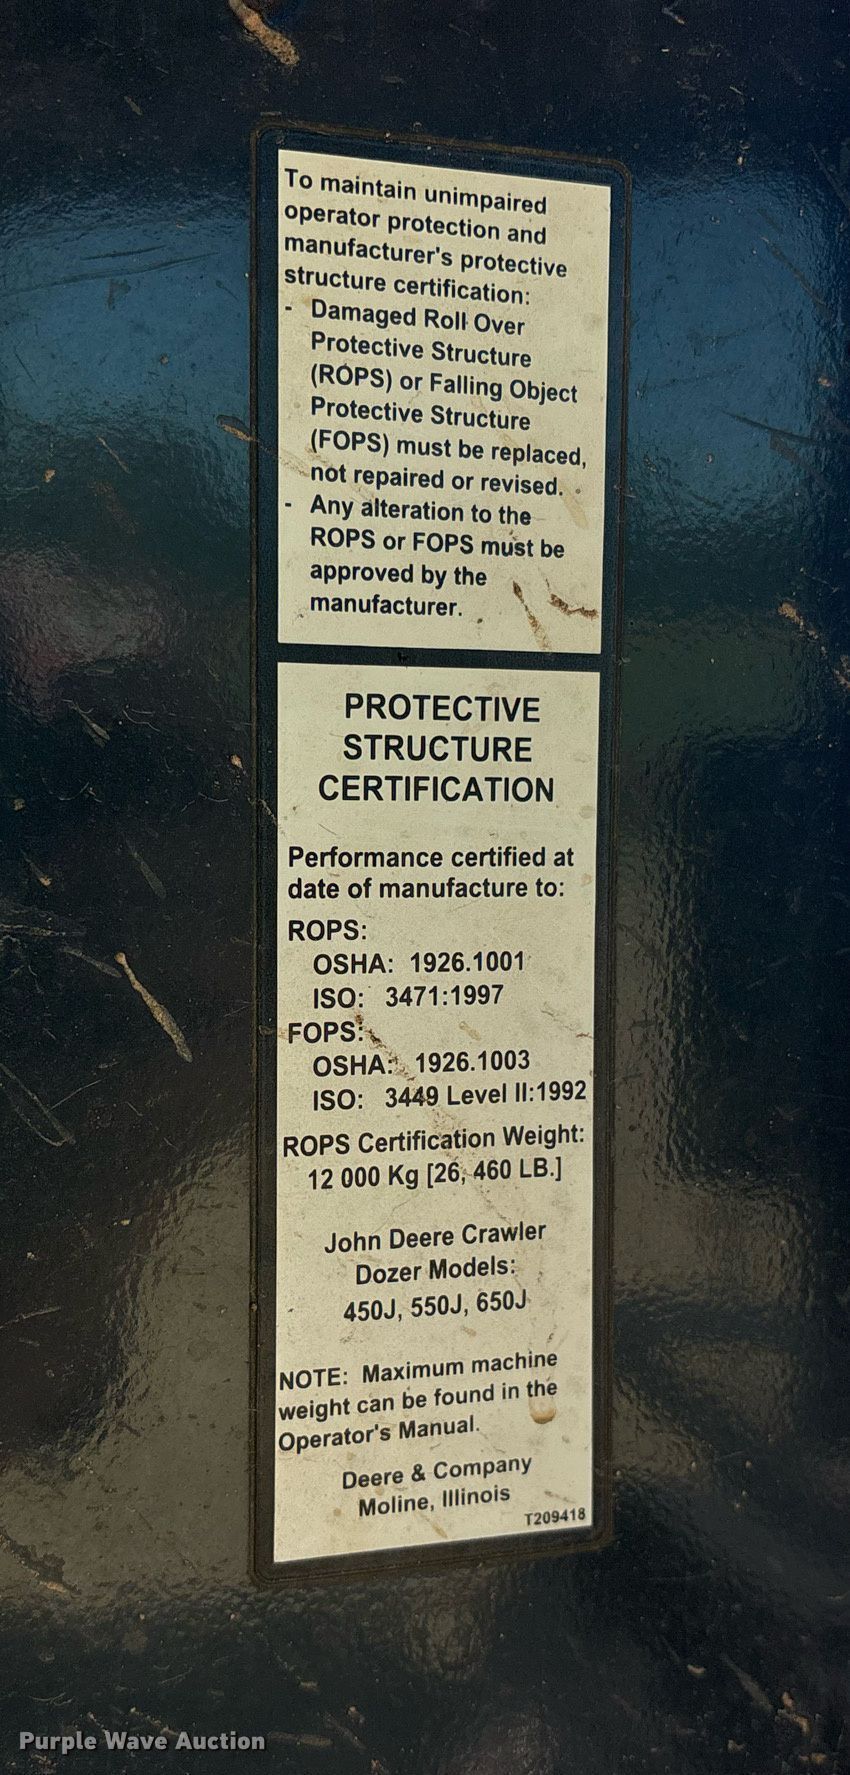 To maintain unimpaired
operator protection and
manufacturer's protective
structure certification:
- Damaged Roll Over
Protective Structure
(ROPS) or Falling Object
Protective Structure
(FOPS) must be replaced,
not repaired or revised.
- Any alteration to the
ROPS or FOPS must be
approved by the
manufacturer.
PROTECTIVE
STRUCTURE
CERTIFICATION
Performance certified at
date of manufacture to:
ROPS:
OSHA: 1926.1001
ISO: 3471:1997
FOPS:
OSHA: 1926.1003
ISO: 3449 Level II:1992
ROPS Certification Weight:
12 000 Kg [26, 460 LB.]
John Deere Crawler
Dozer Models:
450J, 550J, 650J
NOTE: Maximum machine
weight can be found in the
Operator's Manual.
Deere & Company
Moline, Illinois
T209418
Purple Wave Auction